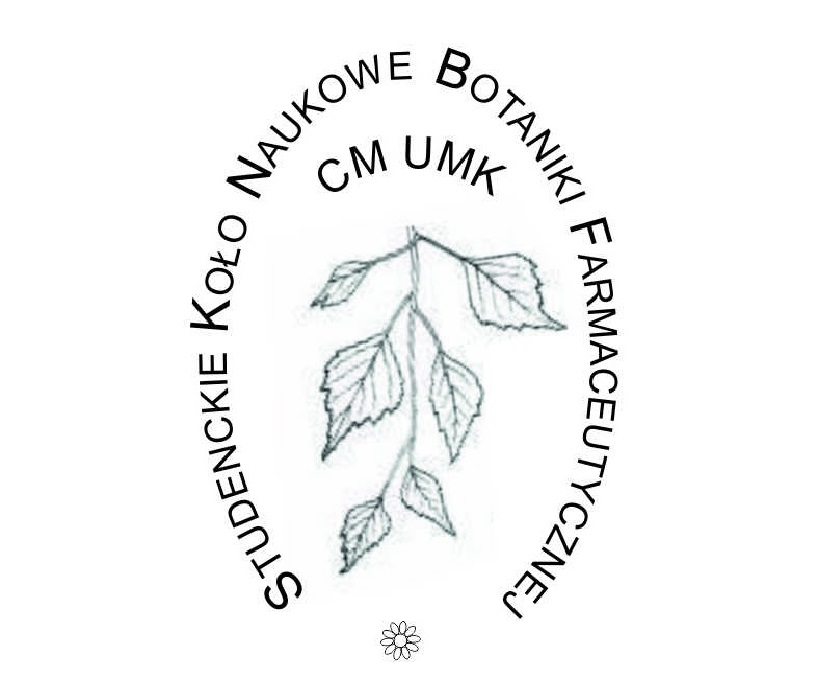 STUDENCKIE KOŁO NAUKOWE BOTANIKI FARMACEUTYCZNEJ
CM UMK